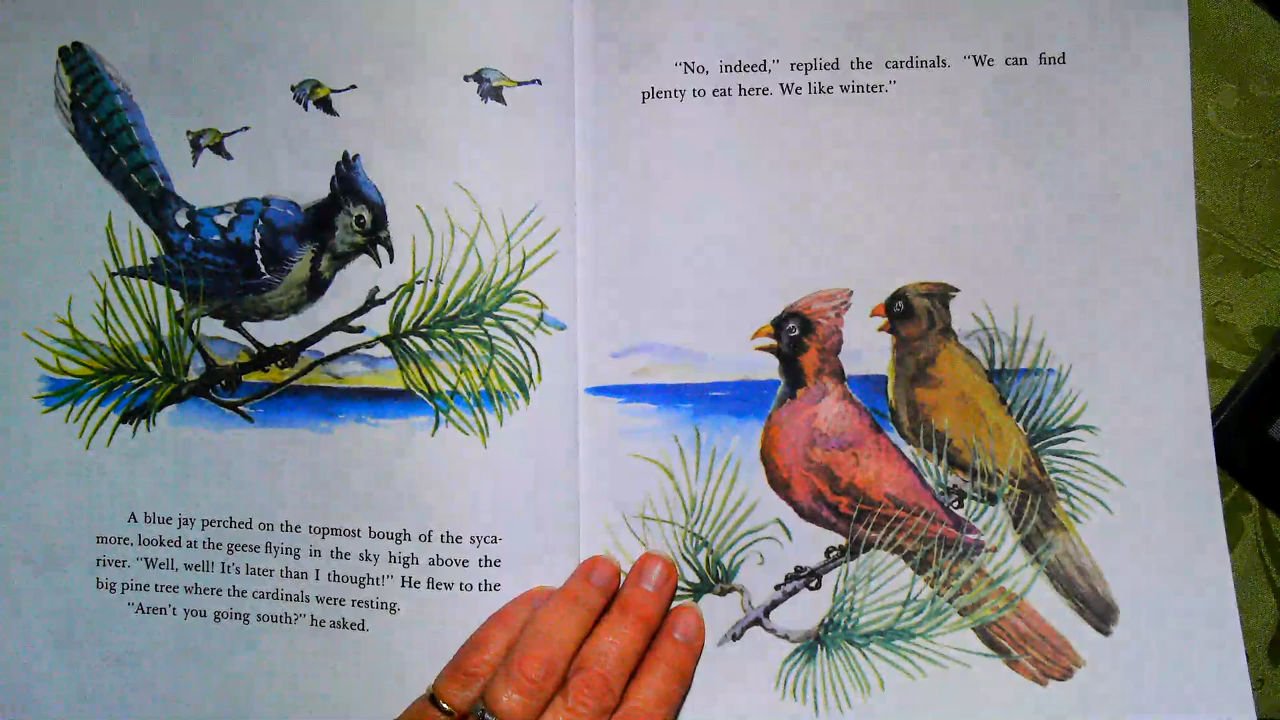 A blue jay perched on the topmost bough of the syca-
more, looked at the geese flying in the sky high above the
river. “Well, well! It's later than I thought!” He flew to the
big pine tree where the cardinals were resting.
“Aren't you going south?” he asked.
“No, indeed,” replied the cardinals. “We can find
plenty to eat here. We like winter.”